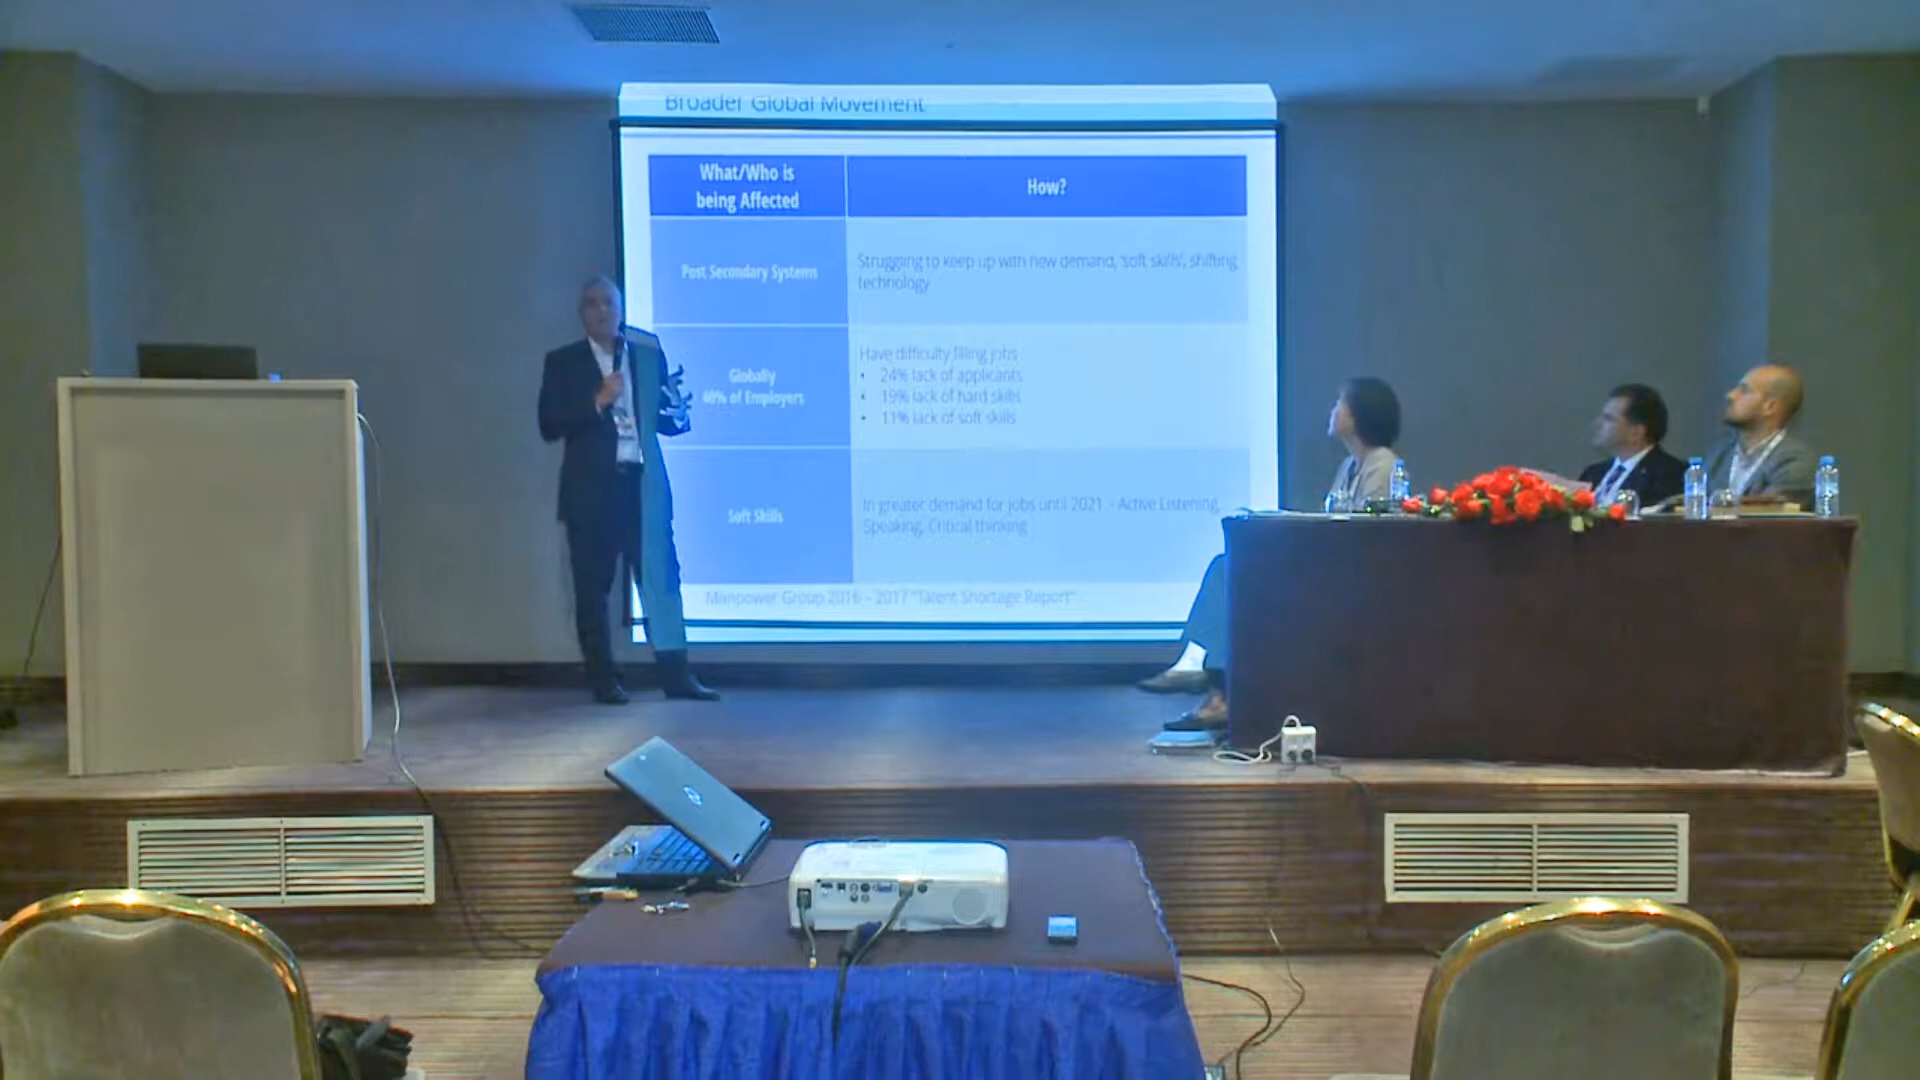 Broader Global Movement
What/Who is
being Affected
How?
Post Secondary Systems
Struggling to keep up with new demand, 'soft skills', shifting
technology
Globally
40% of Employers
Have difficulty filling jobs
• 24% lack of applicants
• 19% lack of hard skills
• 11% lack of soft skills
Soft Skills
In greater demand for jobs until 2021 - Active Listening,
Speaking, Critical thinking
Manpower Group 2016 - 2017 "Talent Shortage Report"